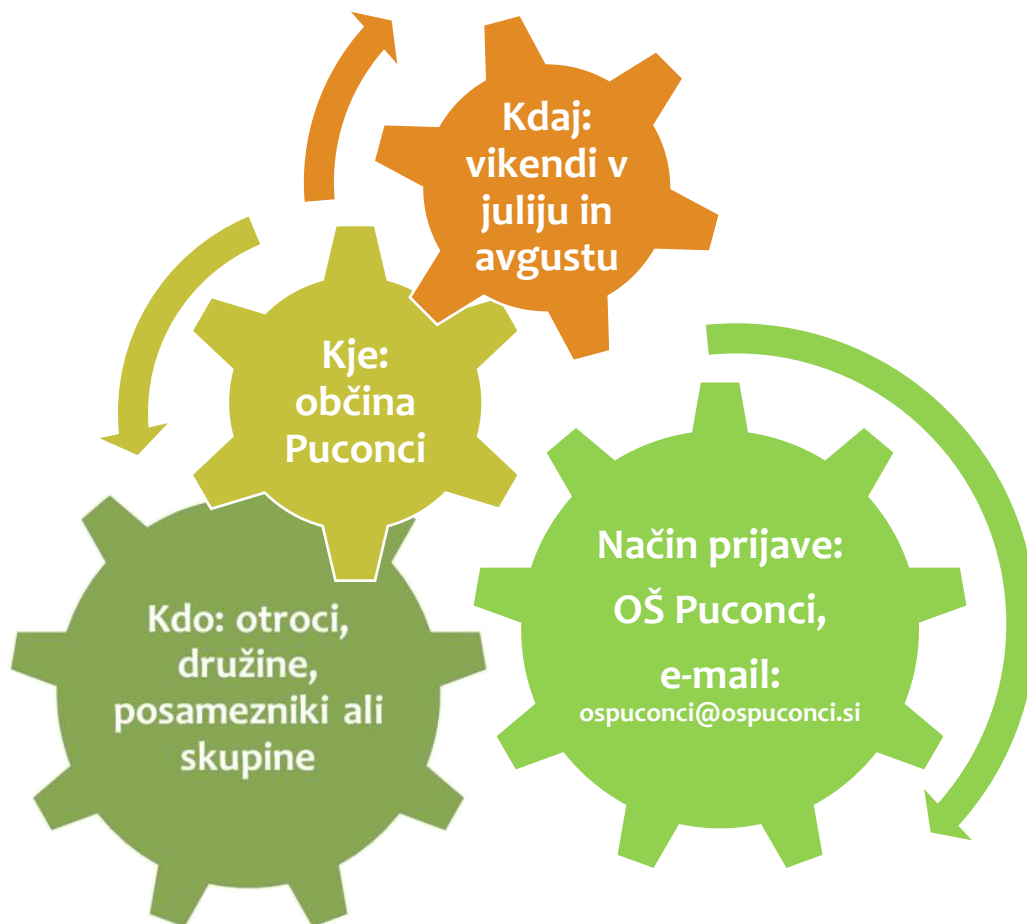 Kdaj:
vikendi v
juliju in
avgustu
Kje:
občina
Puconci
Kdo: otroci,
družine,
posamezniki ali
skupine
Način prijave:
OŠ Puconci,
e-mail:
ospuconci@ospuconci.si